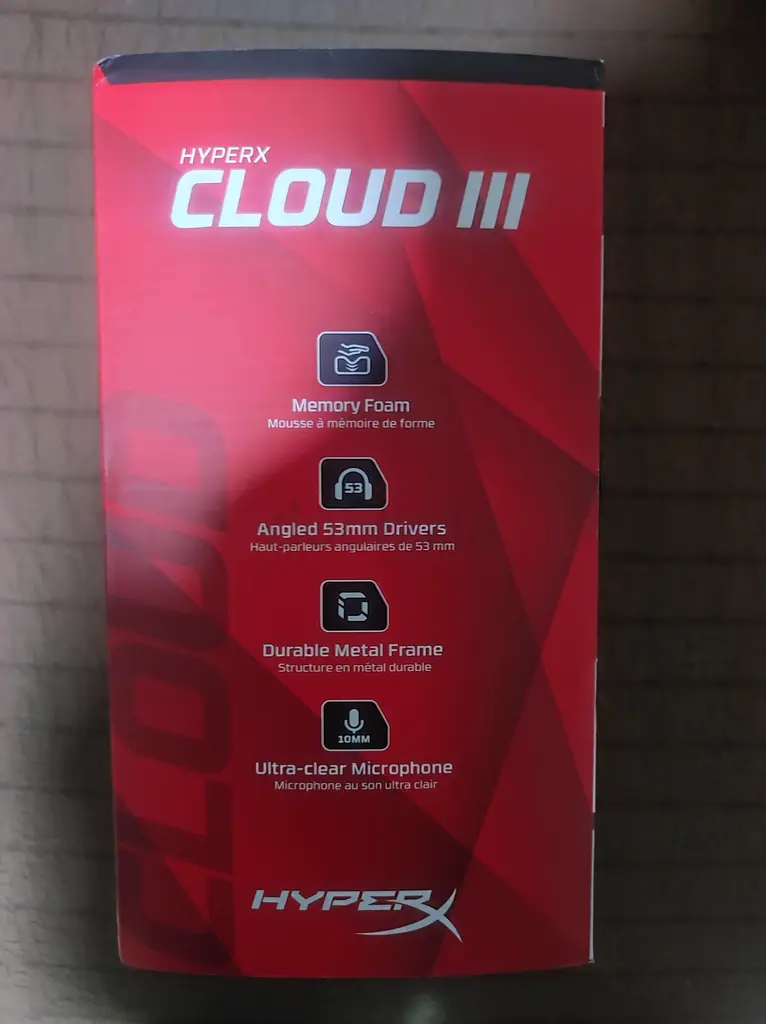 HYPERX
CLOUD III
Memory Foam
Mousse à mémoire de forme
53
Angled 53mm Drivers
Haut-parleurs angulaires de 53 mm
Durable Metal Frame
Structure en métal durable
10MM
Ultra-clear Microphone
Microphone au son ultra clair
HYPERX
CLOUD